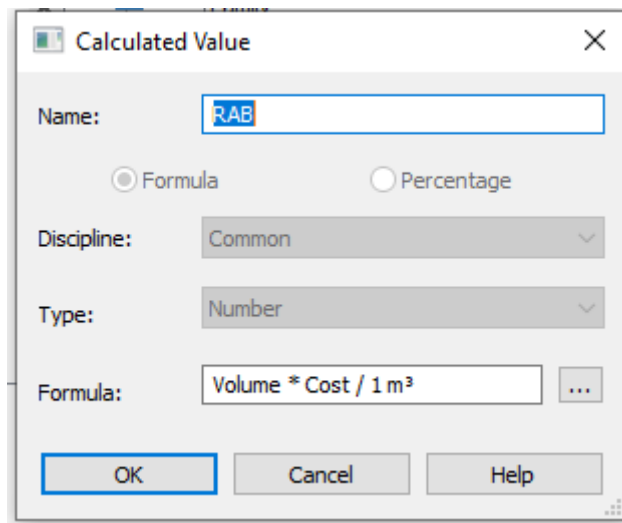 Calculated Value
Name: RAB
Formula Percentage
Discipline: Common
Type: Number
Formula: Volume * Cost / 1 m³ ...
OK Cancel Help